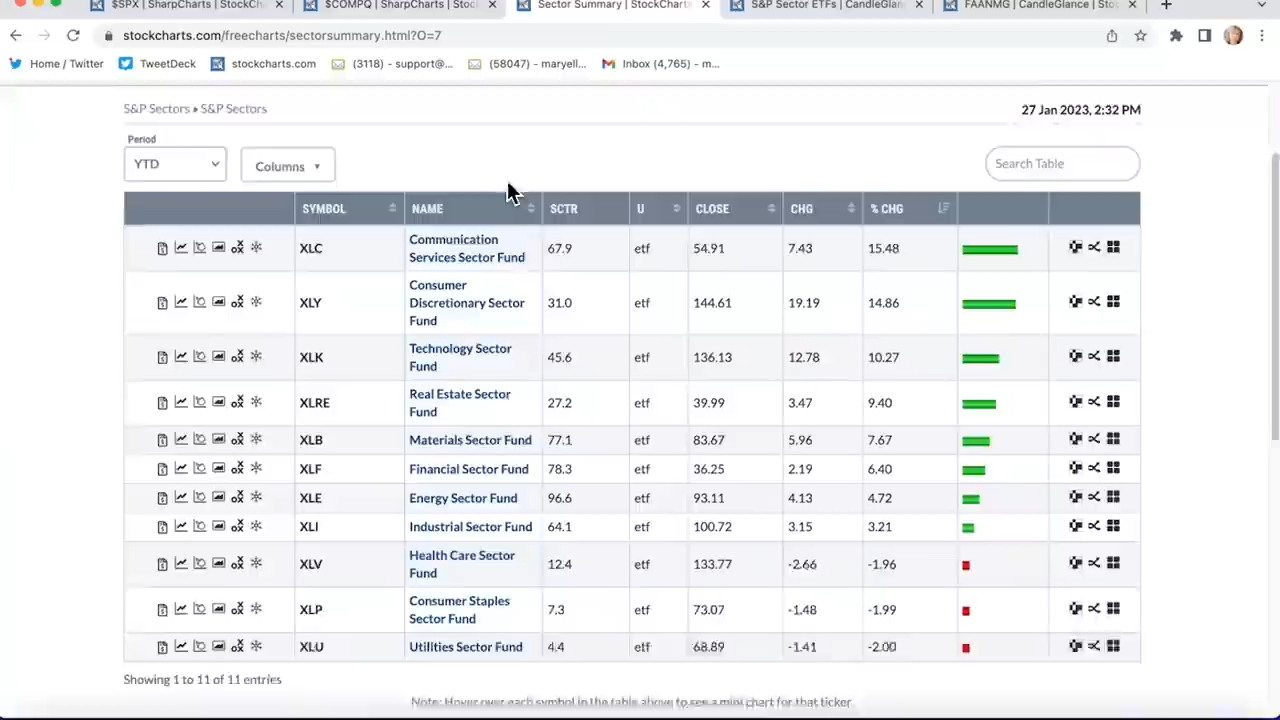 $SPX | SharpCharts | StockCh
$COMPQ | SharpCharts | Stock
Sector Summary | StockCharts
S&P Sector ETFs | CandleGlan
FAANMG | CandleGlance | Stoc
stockcharts.com/freecharts/sectorsummary.html?O=7
Home / Twitter
TweetDeck
stockcharts.com
(3118) - support@...
(58047) - maryell...
Inbox (4,765) - m...
S&P Sectors » S&P Sectors
27 Jan 2023, 2:32 PM
Period
YTD
Columns
Search Table
SYMBOL NAME SCTR U CLOSE CHG % CHG
XLC Communication Services Sector Fund 67.9 etf 54.91 7.43 15.48
XLY Consumer Discretionary Sector Fund 31.0 etf 144.61 19.19 14.86
XLK Technology Sector Fund 45.6 etf 136.13 12.78 10.27
XLRE Real Estate Sector Fund 27.2 etf 39.99 3.47 9.40
XLB Materials Sector Fund 77.1 etf 83.67 5.96 7.67
XLF Financial Sector Fund 78.3 etf 36.25 2.19 6.40
XLE Energy Sector Fund 96.6 etf 93.11 4.13 4.72
XLI Industrial Sector Fund 64.1 etf 100.72 3.15 3.21
XLV Health Care Sector Fund 12.4 etf 133.77 -2.66 -1.96
XLP Consumer Staples Sector Fund 7.3 etf 73.07 -1.48 -1.99
XLU Utilities Sector Fund 4.4 etf 68.89 -1.41 -2.00
Showing 1 to 11 of 11 entries
Note: Hover over each symbol in the table above to see a mini chart for that ticker.